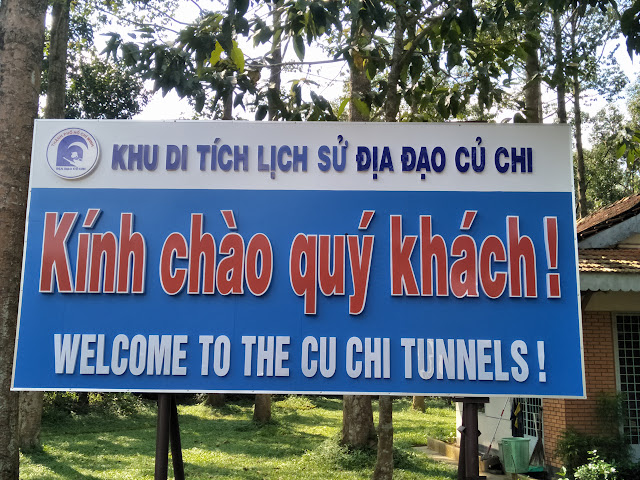 KHU DI TÍCH LỊCH SỬ ĐỊA ĐẠO CỦ CHI
Kính chào quý khách!
WELCOME TO THE CU CHI TUNNELS!